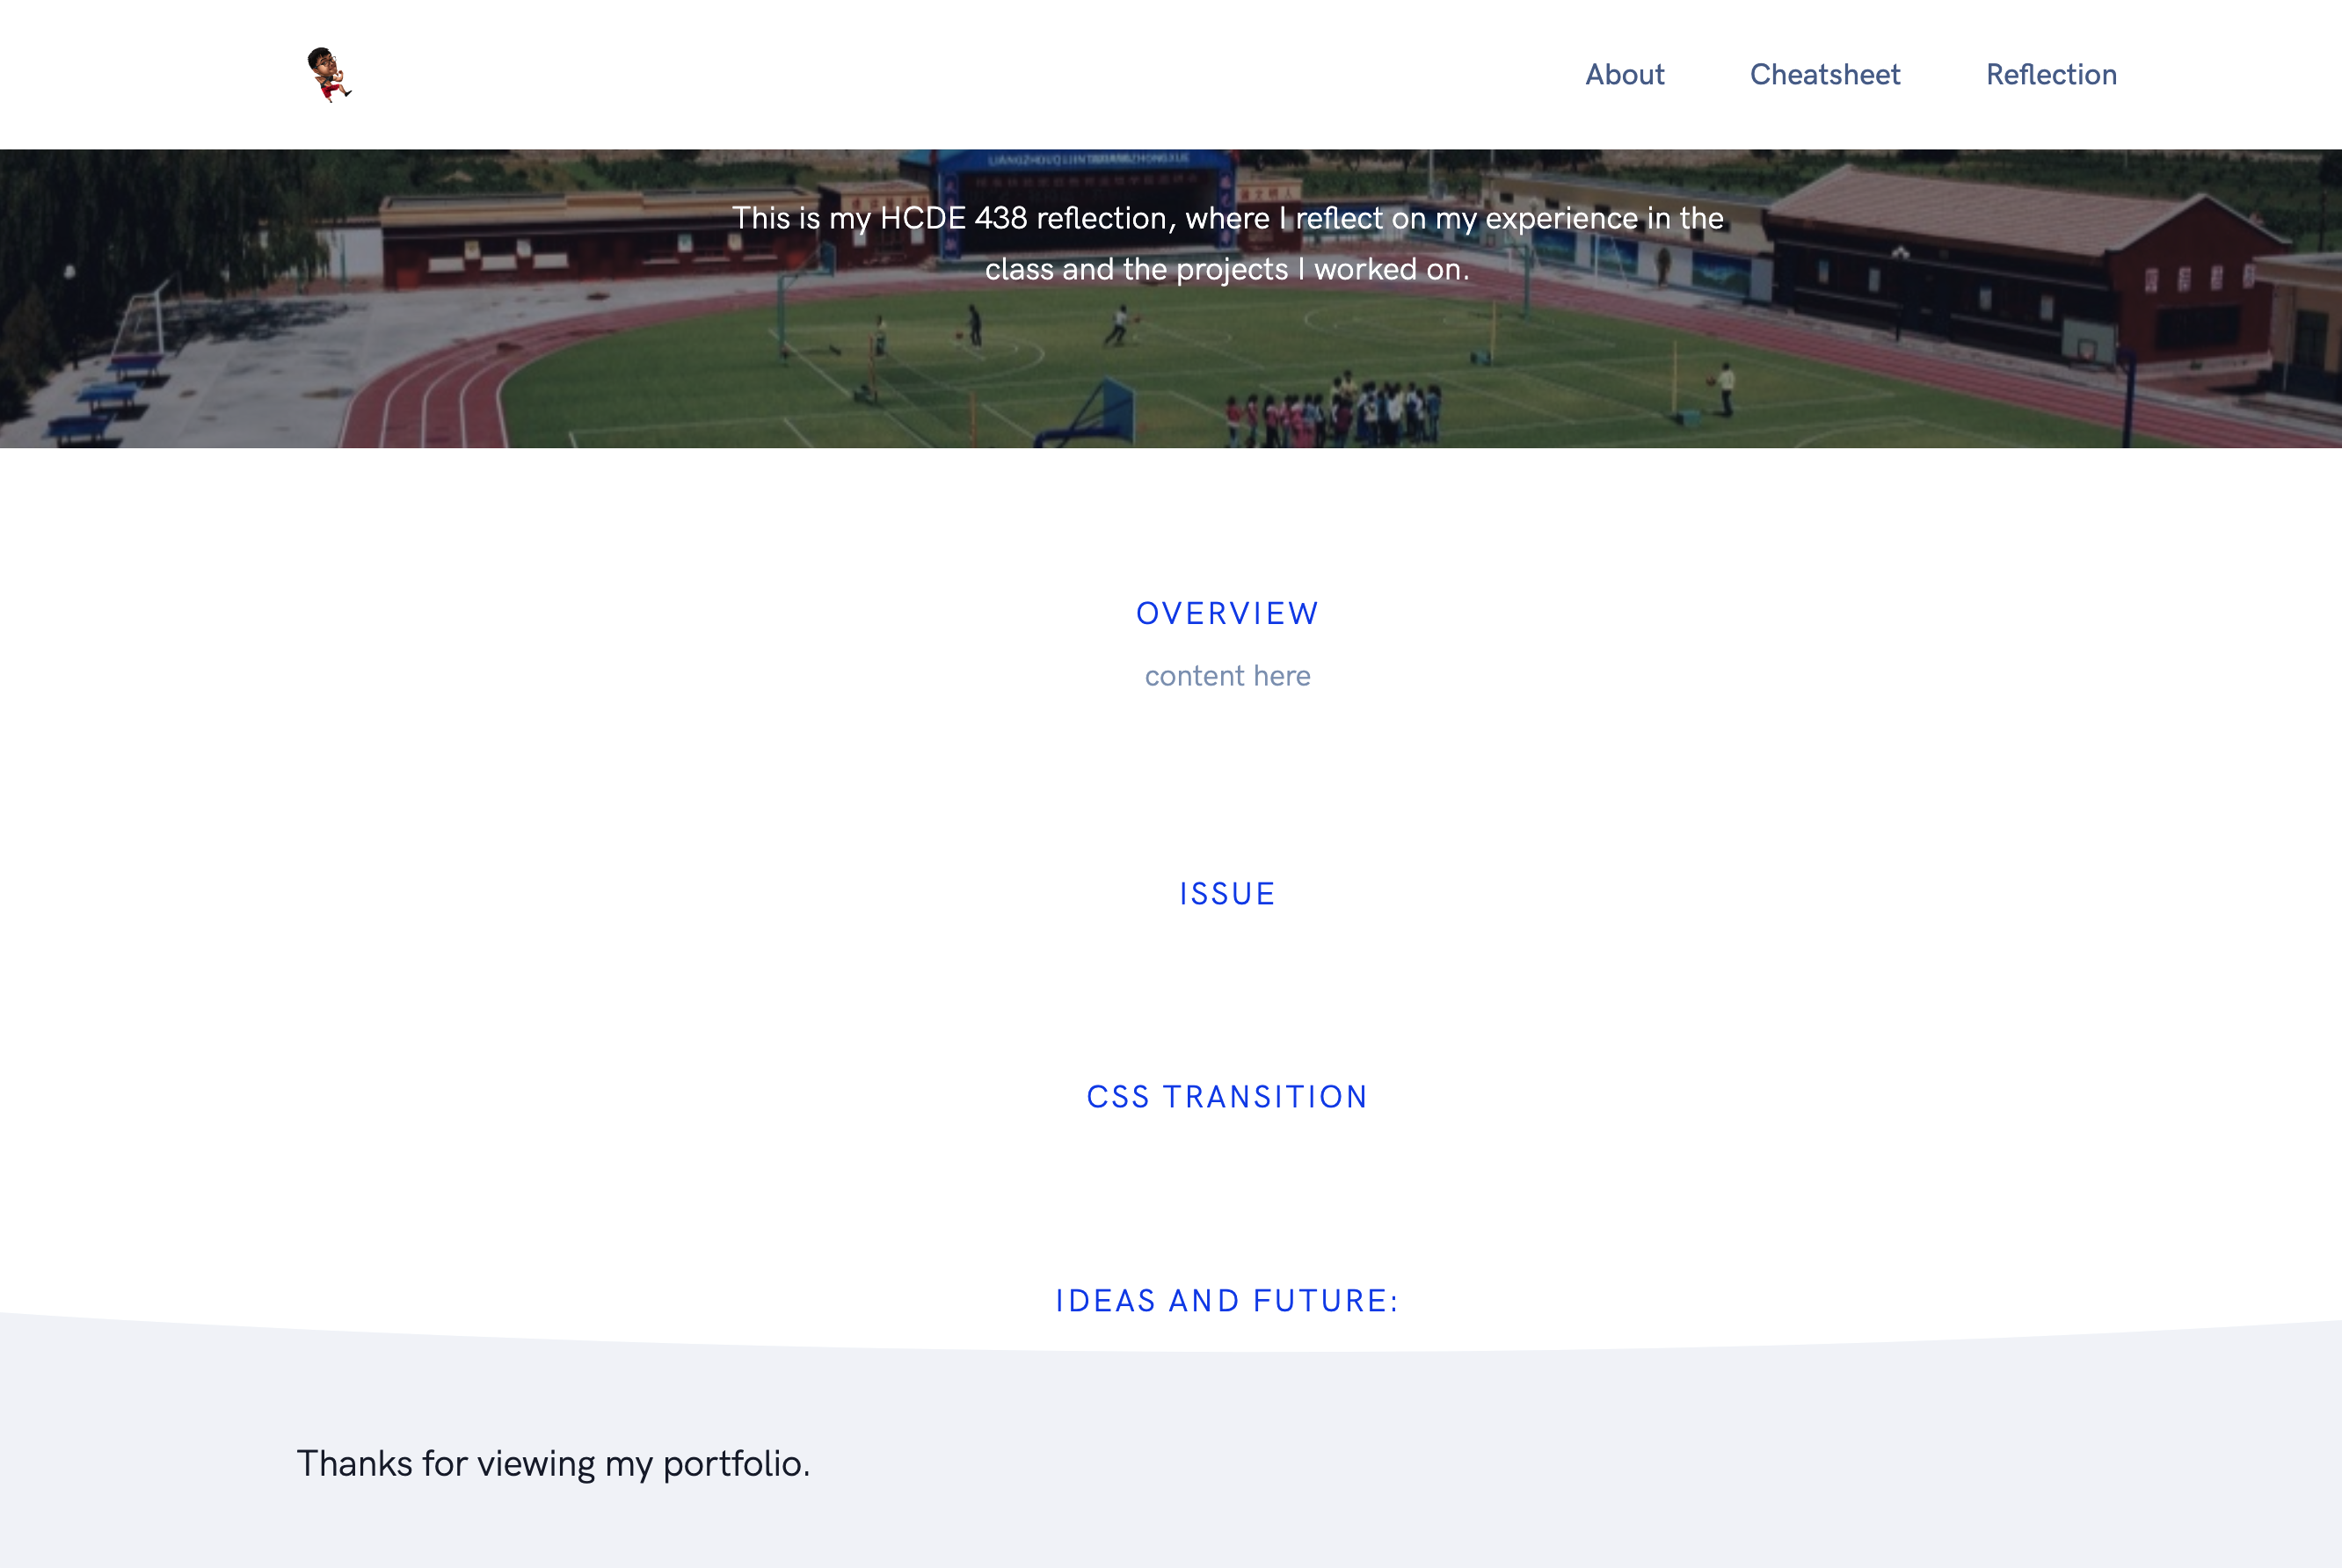 About Cheatsheet Reflection
This is my HCDE 438 reflection, where I reflect on my experience in the
class and the projects I worked on.
OVERVIEW
content here
ISSUE
CSS TRANSITION
IDEAS AND FUTURE:
Thanks for viewing my portfolio.